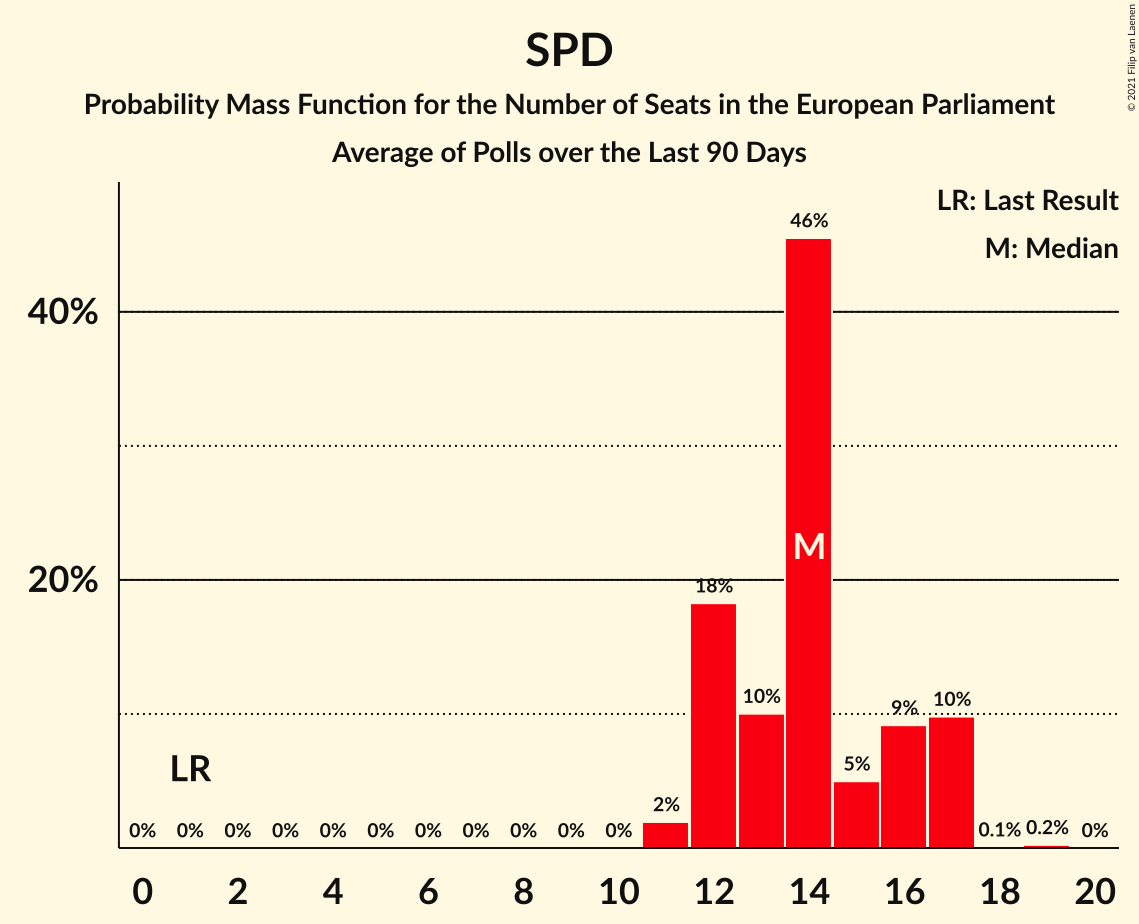 SPD
Probability Mass Function for the Number of Seats in the European Parliament
Average of Polls over the Last 90 Days
© 2021 Filip van Laenen
LR: Last Result
M: Median
46%
40%
M
20%
18%
10%
9%
10%
LR
5%
2%
0% 0% 0% 0% 0% 0% 0% 0% 0% 0% 0% 0.1% 0.2% 0%
0 2 4 6 8 10 12 14 16 18 20